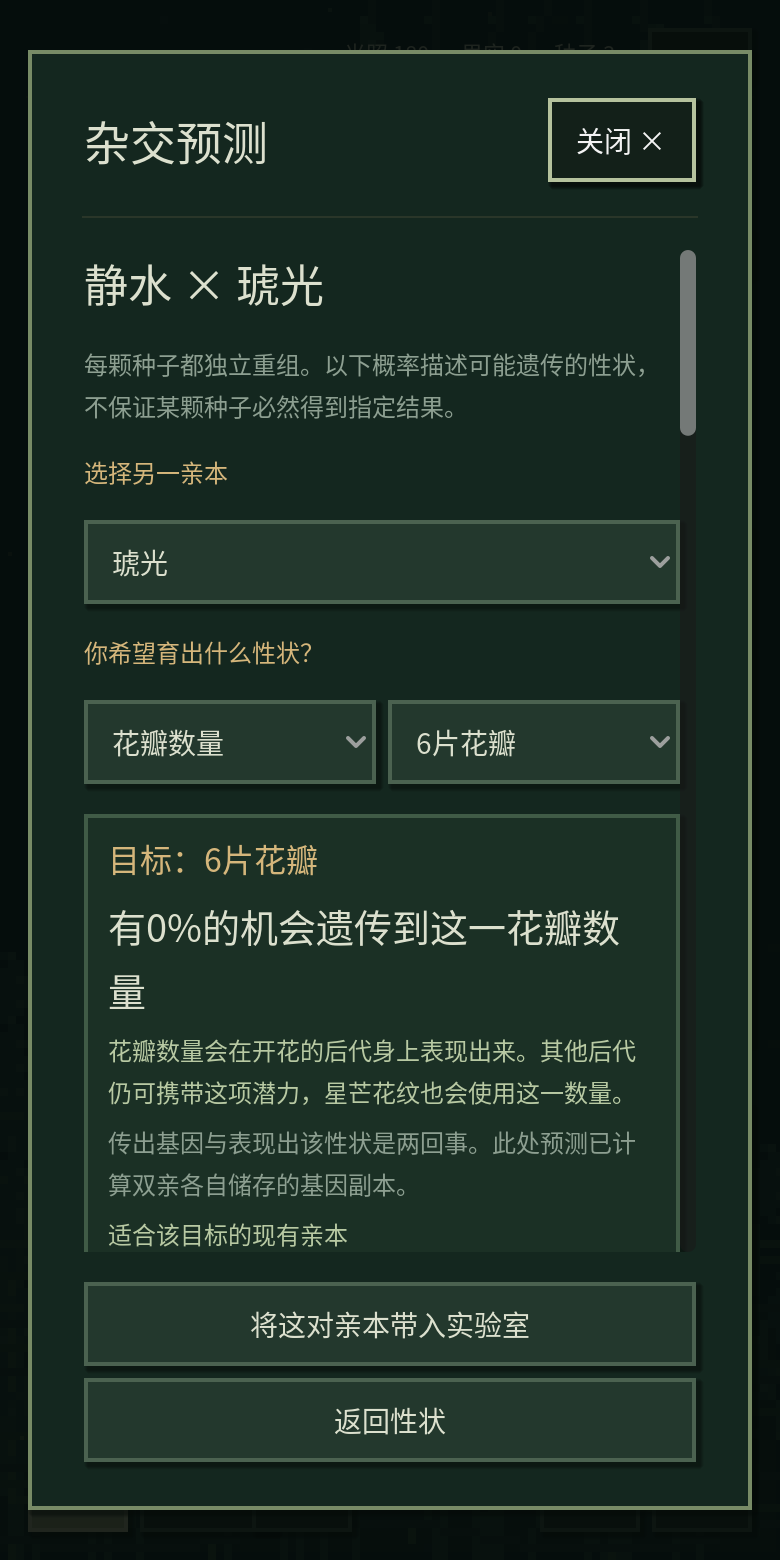 杂交预测
关闭 ×
静水 × 琥光
每颗种子都独立重组。以下概率描述可能遗传的性状，
不保证某颗种子必然得到指定结果。
选择另一亲本
琥光
你希望育出什么性状？
花瓣数量
6片花瓣
目标：6片花瓣
有0%的机会遗传到这一花瓣数
量
花瓣数量会在开花的后代身上表现出来。其他后代
仍可携带这项潜力，星芒花纹也会使用这一数量。
传出基因与表现出该性状是两回事。此处预测已计
算双亲各自储存的基因副本。
适合该目标的现有亲本
将这对亲本带入实验室
返回性状